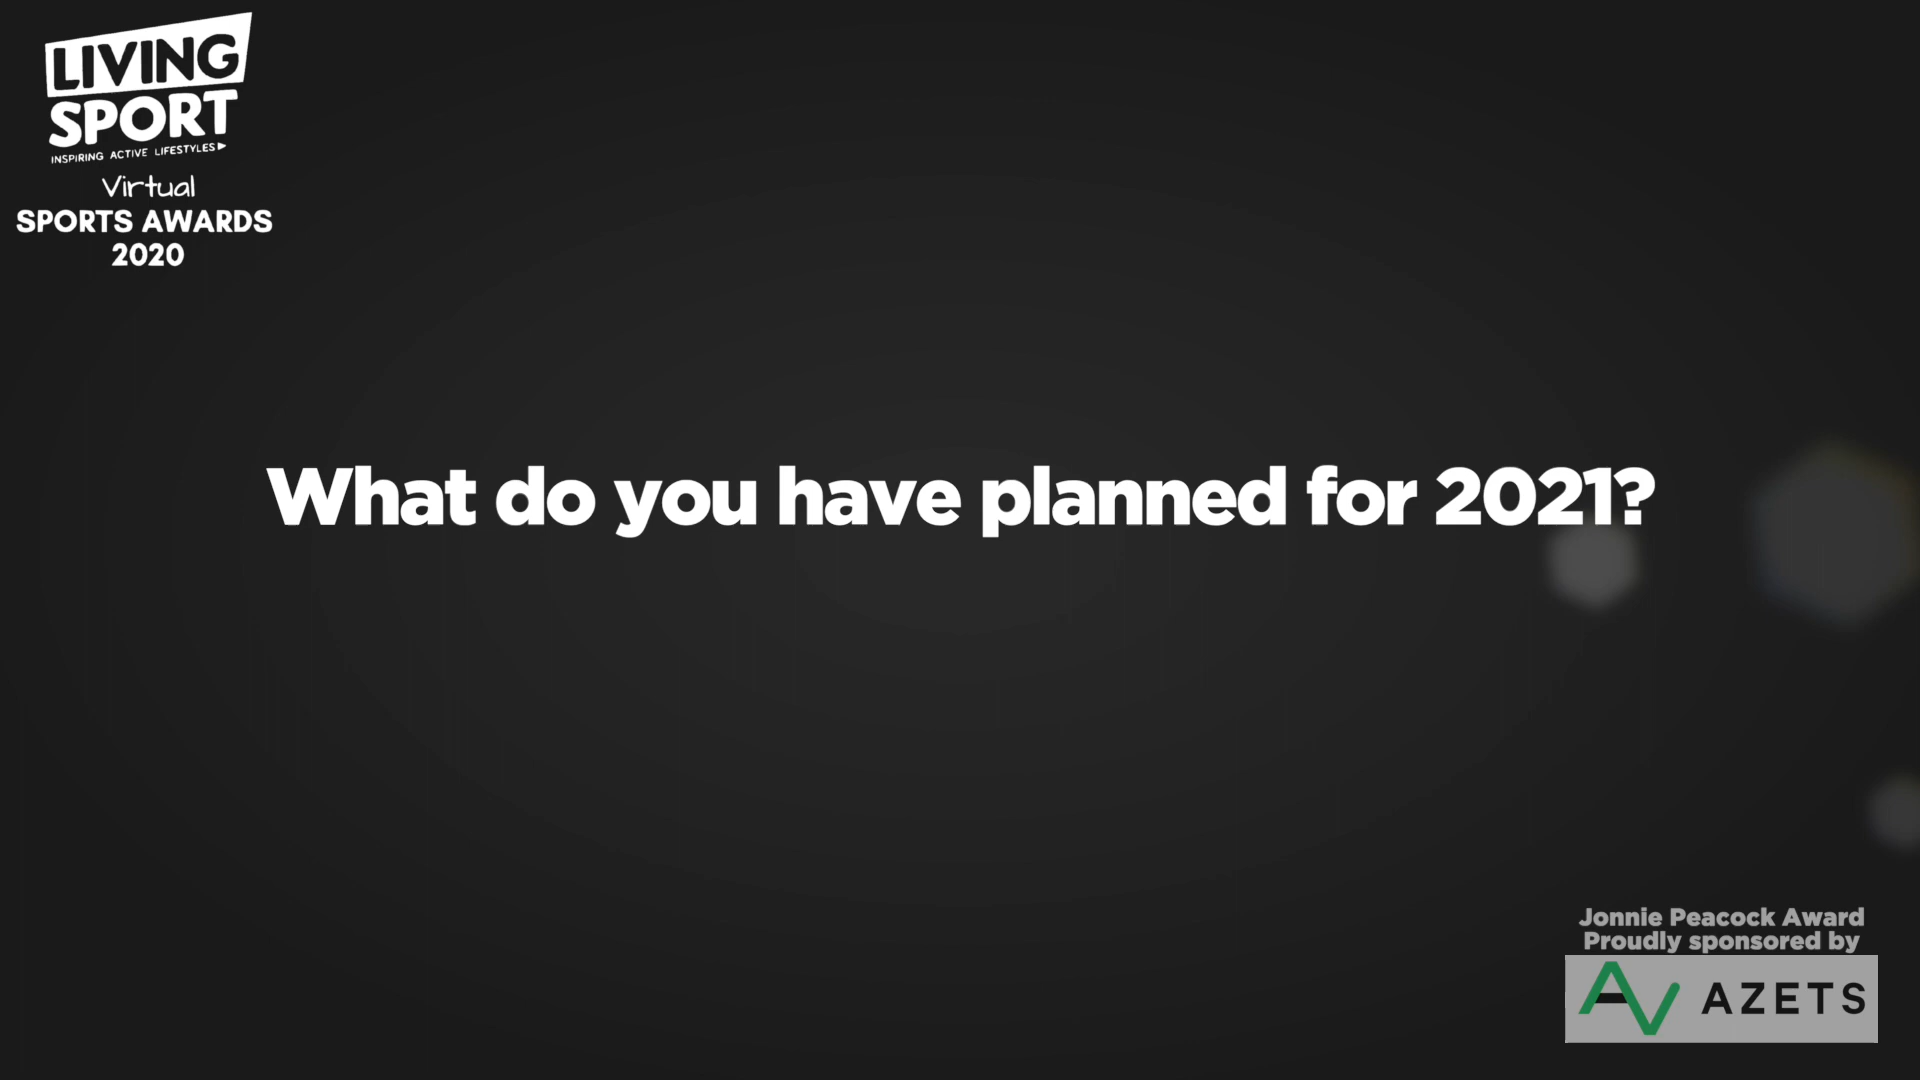 LIVING
SPORT
INSPIRING ACTIVE LIFESTYLES
Virtual
SPORTS AWARDS
2020
What do you have planned for 2021?
Jonnie Peacock Award
Proudly sponsored by
AZETS